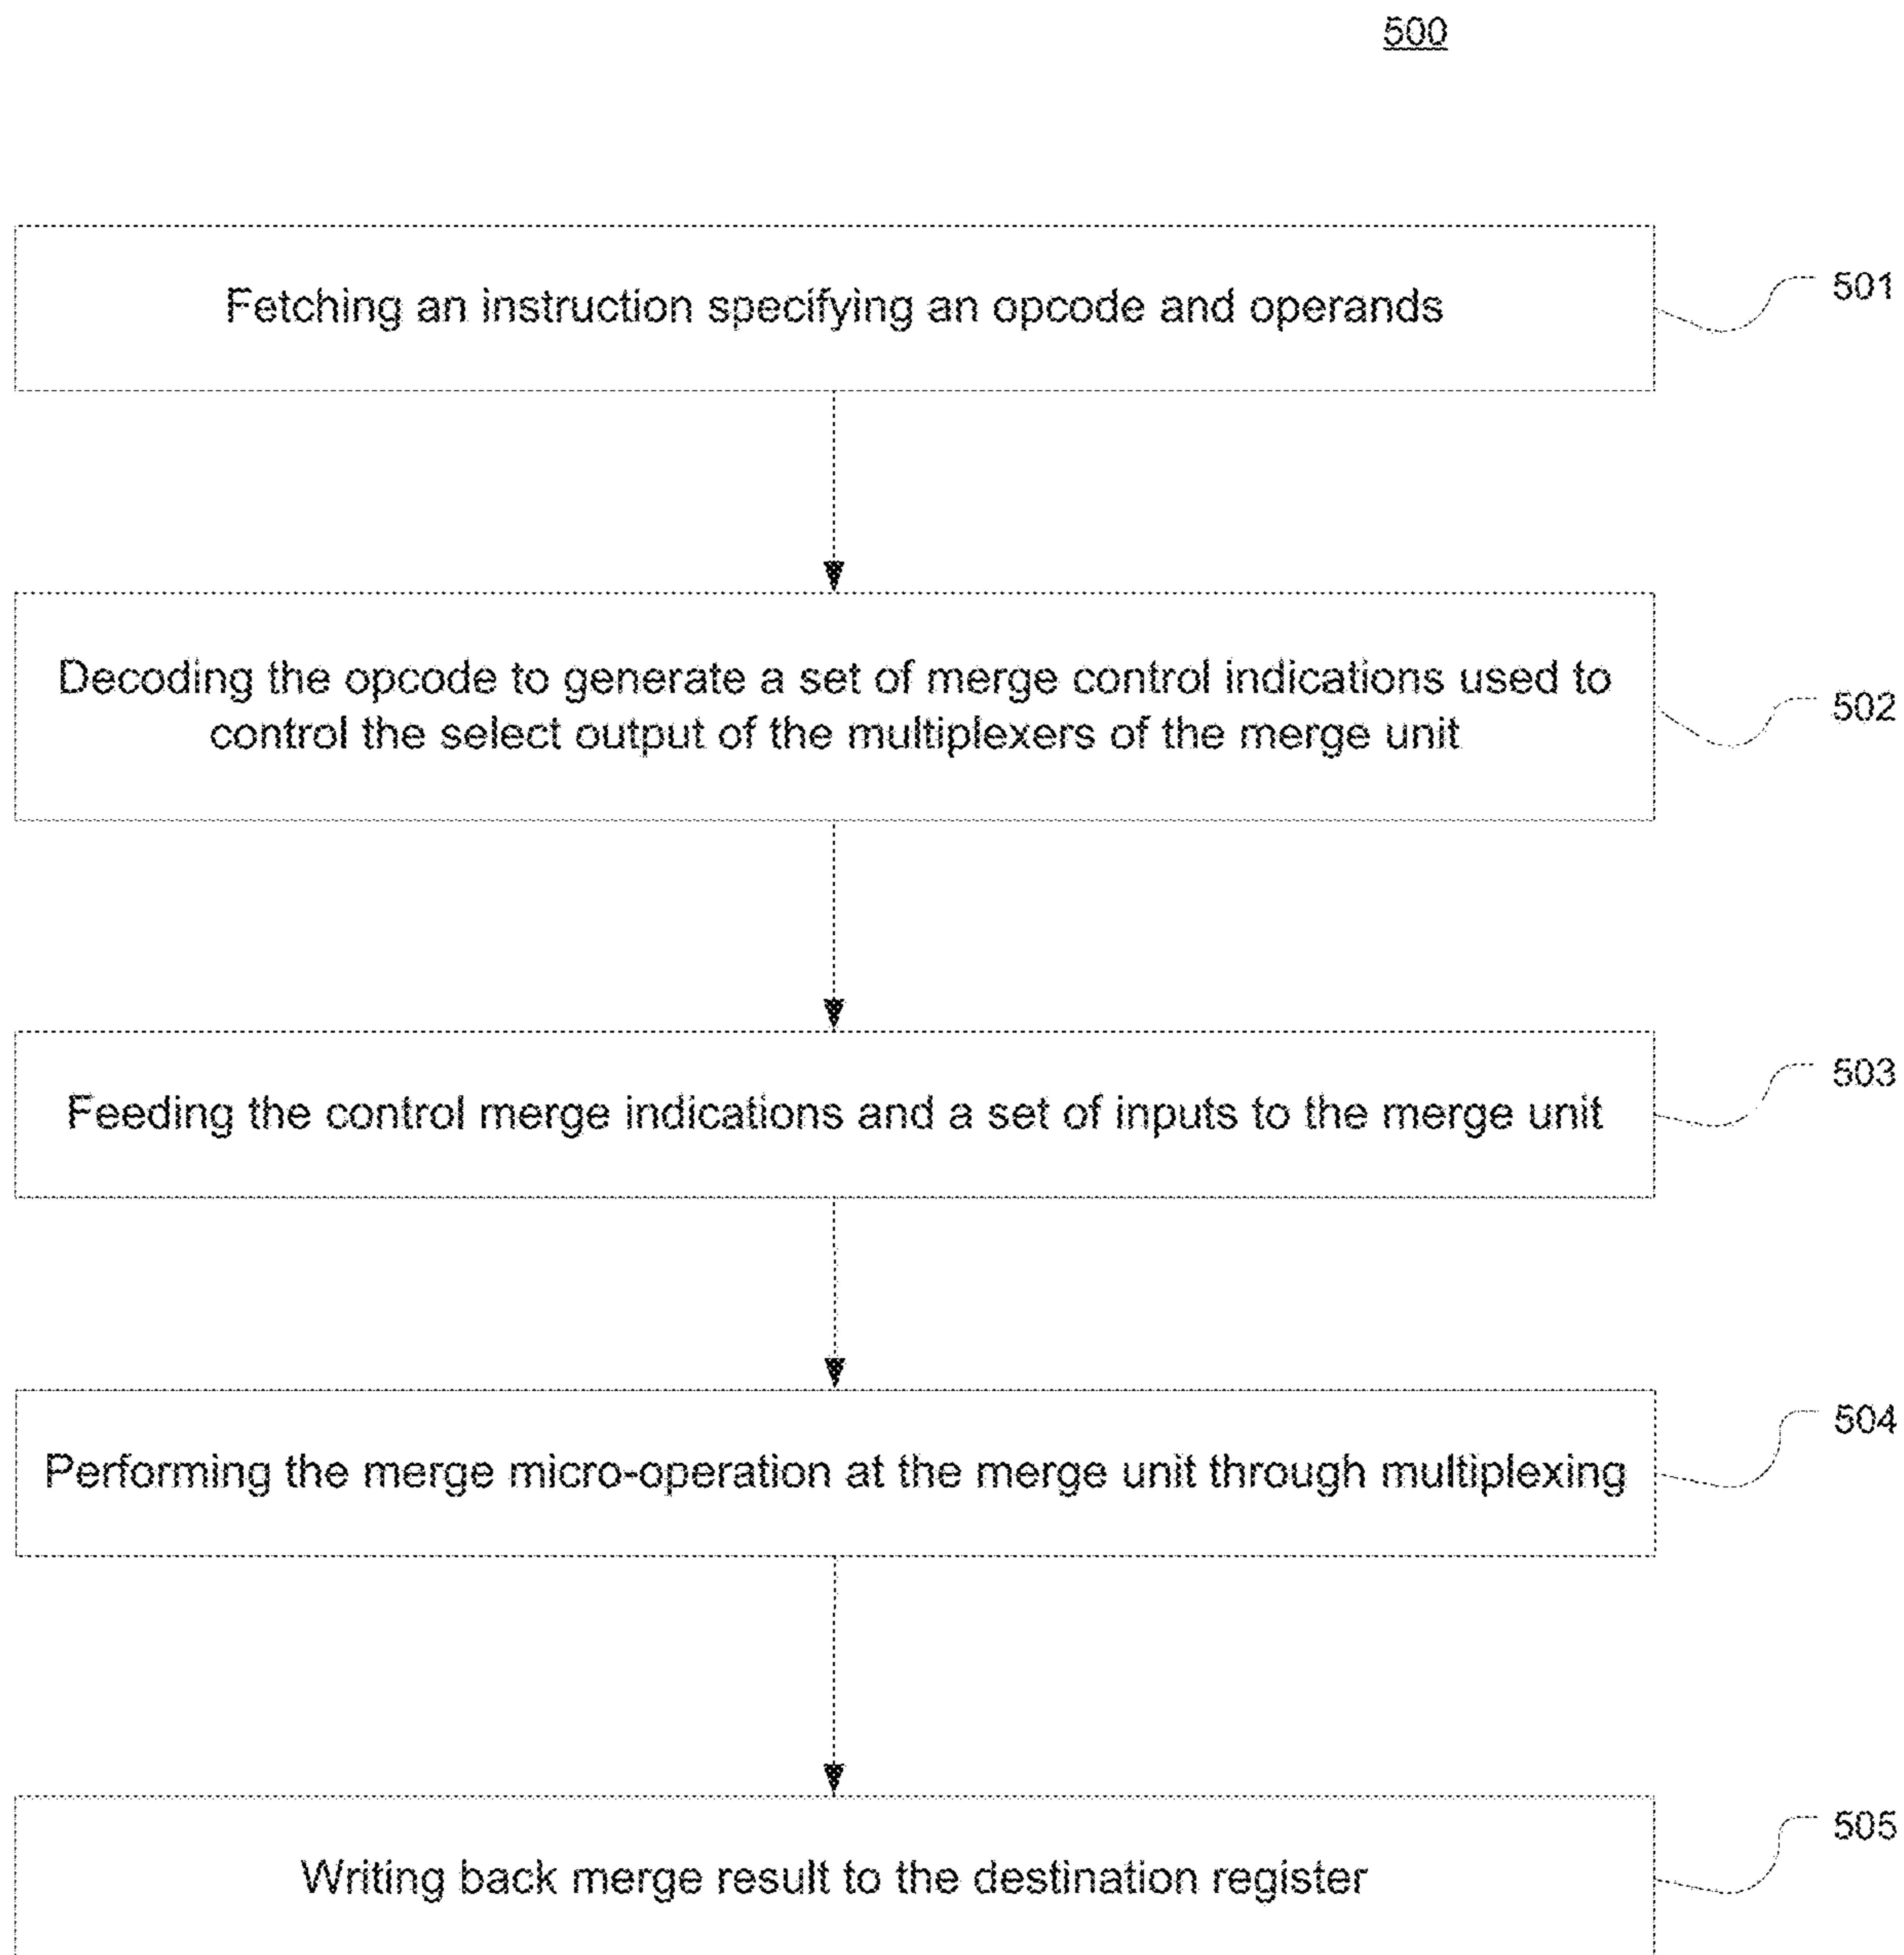 500
Fetching an instruction specifying an opcode and operands
501
Decoding the opcode to generate a set of merge control indications used to
control the select output of the multiplexers of the merge unit
502
Feeding the control merge indications and a set of inputs to the merge unit
503
Performing the merge micro-operation at the merge unit through multiplexing
504
Writing back merge result to the destination register
505